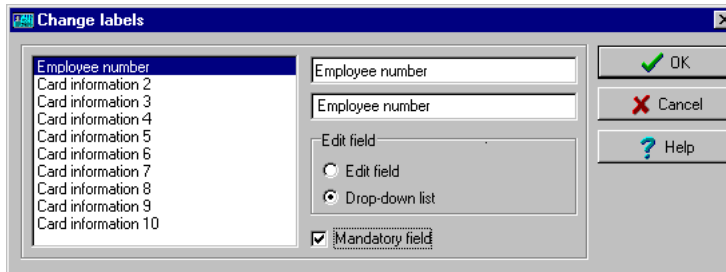 Change labels
Employee number
Card information 2
Card information 3
Card information 4
Card information 5
Card information 6
Card information 7
Card information 8
Card information 9
Card information 10
Employee number
Employee number
Edit field
Edit field
Drop-down list
Mandatory field
OK
Cancel
Help